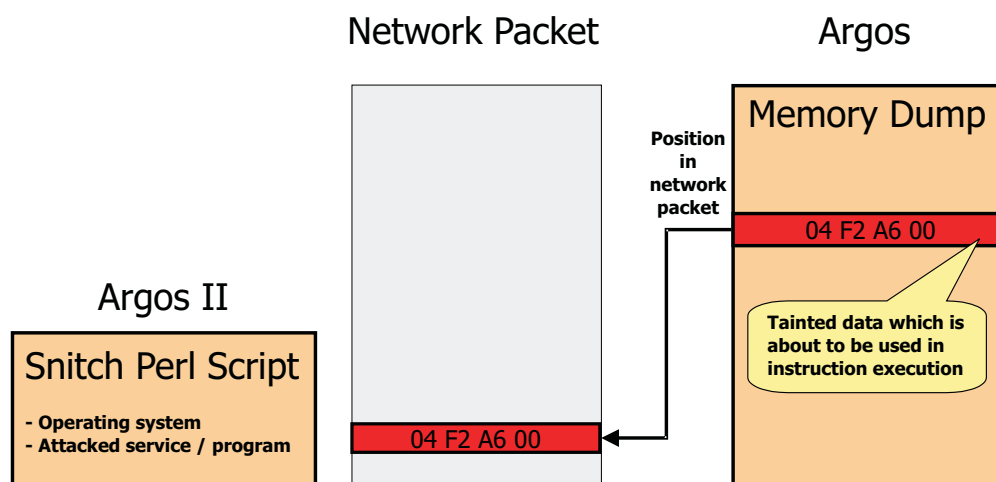 Network Packet
Argos
Memory Dump
Position
in
network
packet
04 F2 A6 00
Tainted data which is
about to be used in
instruction execution
Argos II
Snitch Perl Script
- Operating system
- Attacked service / program
04 F2 A6 00